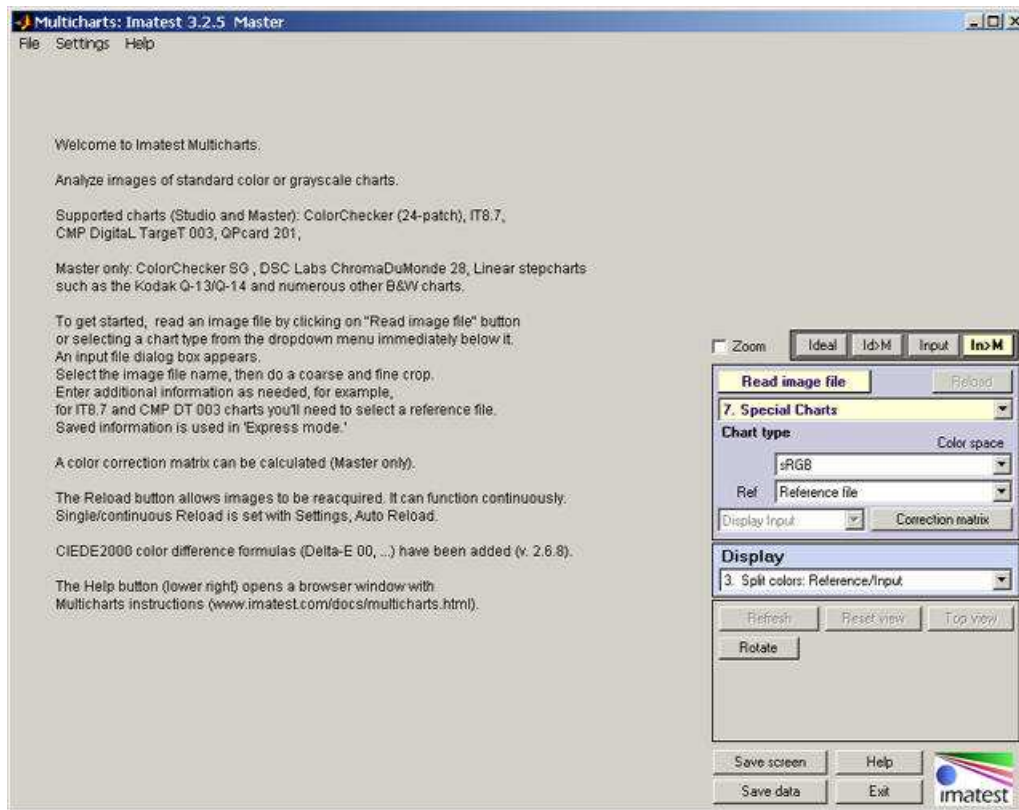 Multicharts: Imatest 3.2.5 Master
File Settings Help
Welcome to Imatest Multicharts.
Analyze images of standard color or grayscale charts.
Supported charts (Studio and Master): ColorChecker (24-patch), IT8.7,
CMP DigitaL TargeT 003, QPcard 201,
Master only: ColorChecker SG , DSC Labs ChromaDuMonde 28, Linear stepcharts
such as the Kodak Q-13/Q-14 and numerous other B&W charts.
To get started, read an image file by clicking on "Read image file" button
or selecting a chart type from the dropdown menu immediately below it.
An input file dialog box appears.
Select the image file name, then do a coarse and fine crop.
Enter additional information as needed, for example,
for IT8.7 and CMP DT 003 charts you'll need to select a reference file.
Saved information is used in 'Express mode.'
A color correction matrix can be calculated (Master only).
The Reload button allows images to be reacquired. It can function continuously.
Single/continuous Reload is set with Settings, Auto Reload.
CIEDE2000 color difference formulas (Delta-E 00, ...) have been added (v. 2.6.8).
The Help button (lower right) opens a browser window with
Multicharts instructions (www.imatest.com/docs/multicharts.html).
Zoom Ideal Id>M Input In>M
Read image file Reload
7. Special Charts
Chart type
Color space
sRGB
Ref Reference file
Display Input Correction matrix
Display
3. Split colors: Reference/Input
Refresh Reset view Top view
Rotate
Save screen Help
Save data Exit
imatest